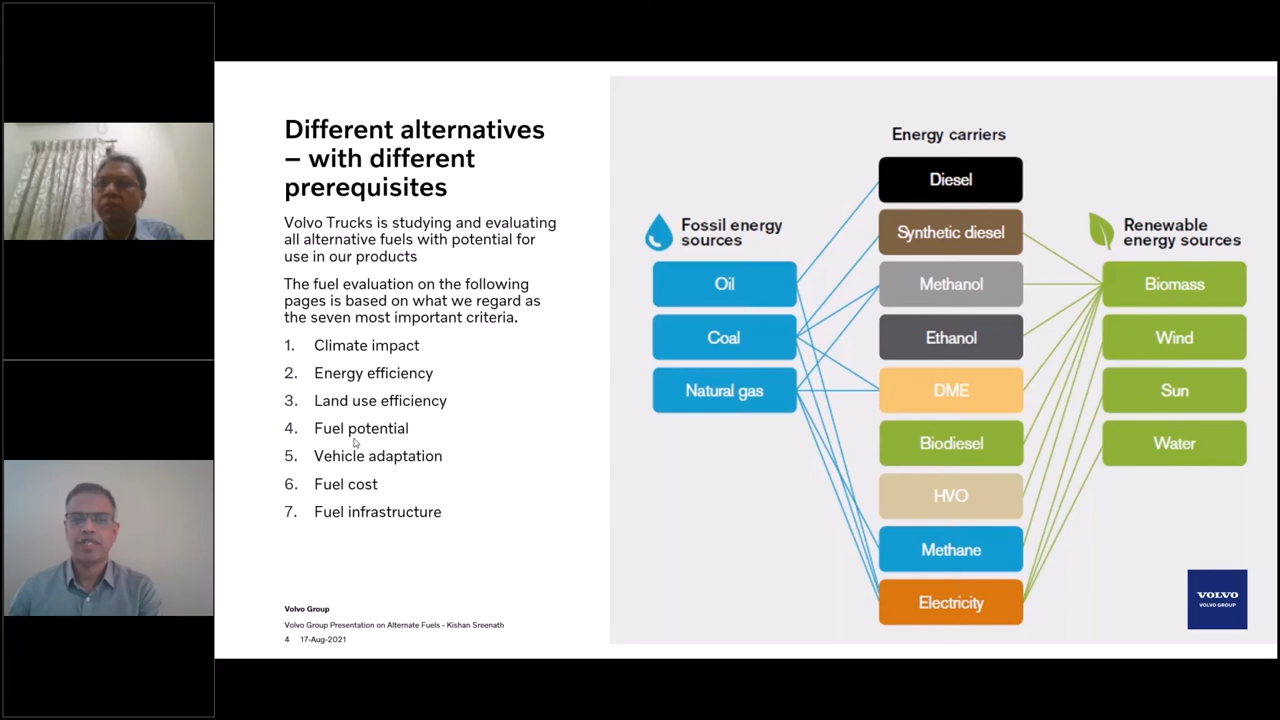 Different alternatives
– with different
prerequisites
Volvo Trucks is studying and evaluating
all alternative fuels with potential for
use in our products
The fuel evaluation on the following
pages is based on what we regard as
the seven most important criteria.
1. Climate impact
2. Energy efficiency
3. Land use efficiency
4. Fuel potential
5. Vehicle adaptation
6. Fuel cost
7. Fuel infrastructure
Volvo Group
Volvo Group Presentation on Alternate Fuels - Kishan Sreenath
4 17-Aug-2021
Fossil energy
sources
Oil
Coal
Natural gas
Energy carriers
Diesel
Synthetic diesel
Methanol
Ethanol
DME
Biodiesel
HVO
Methane
Electricity
Renewable
energy sources
Biomass
Wind
Sun
Water
VOLVO
VOLVO GROUP